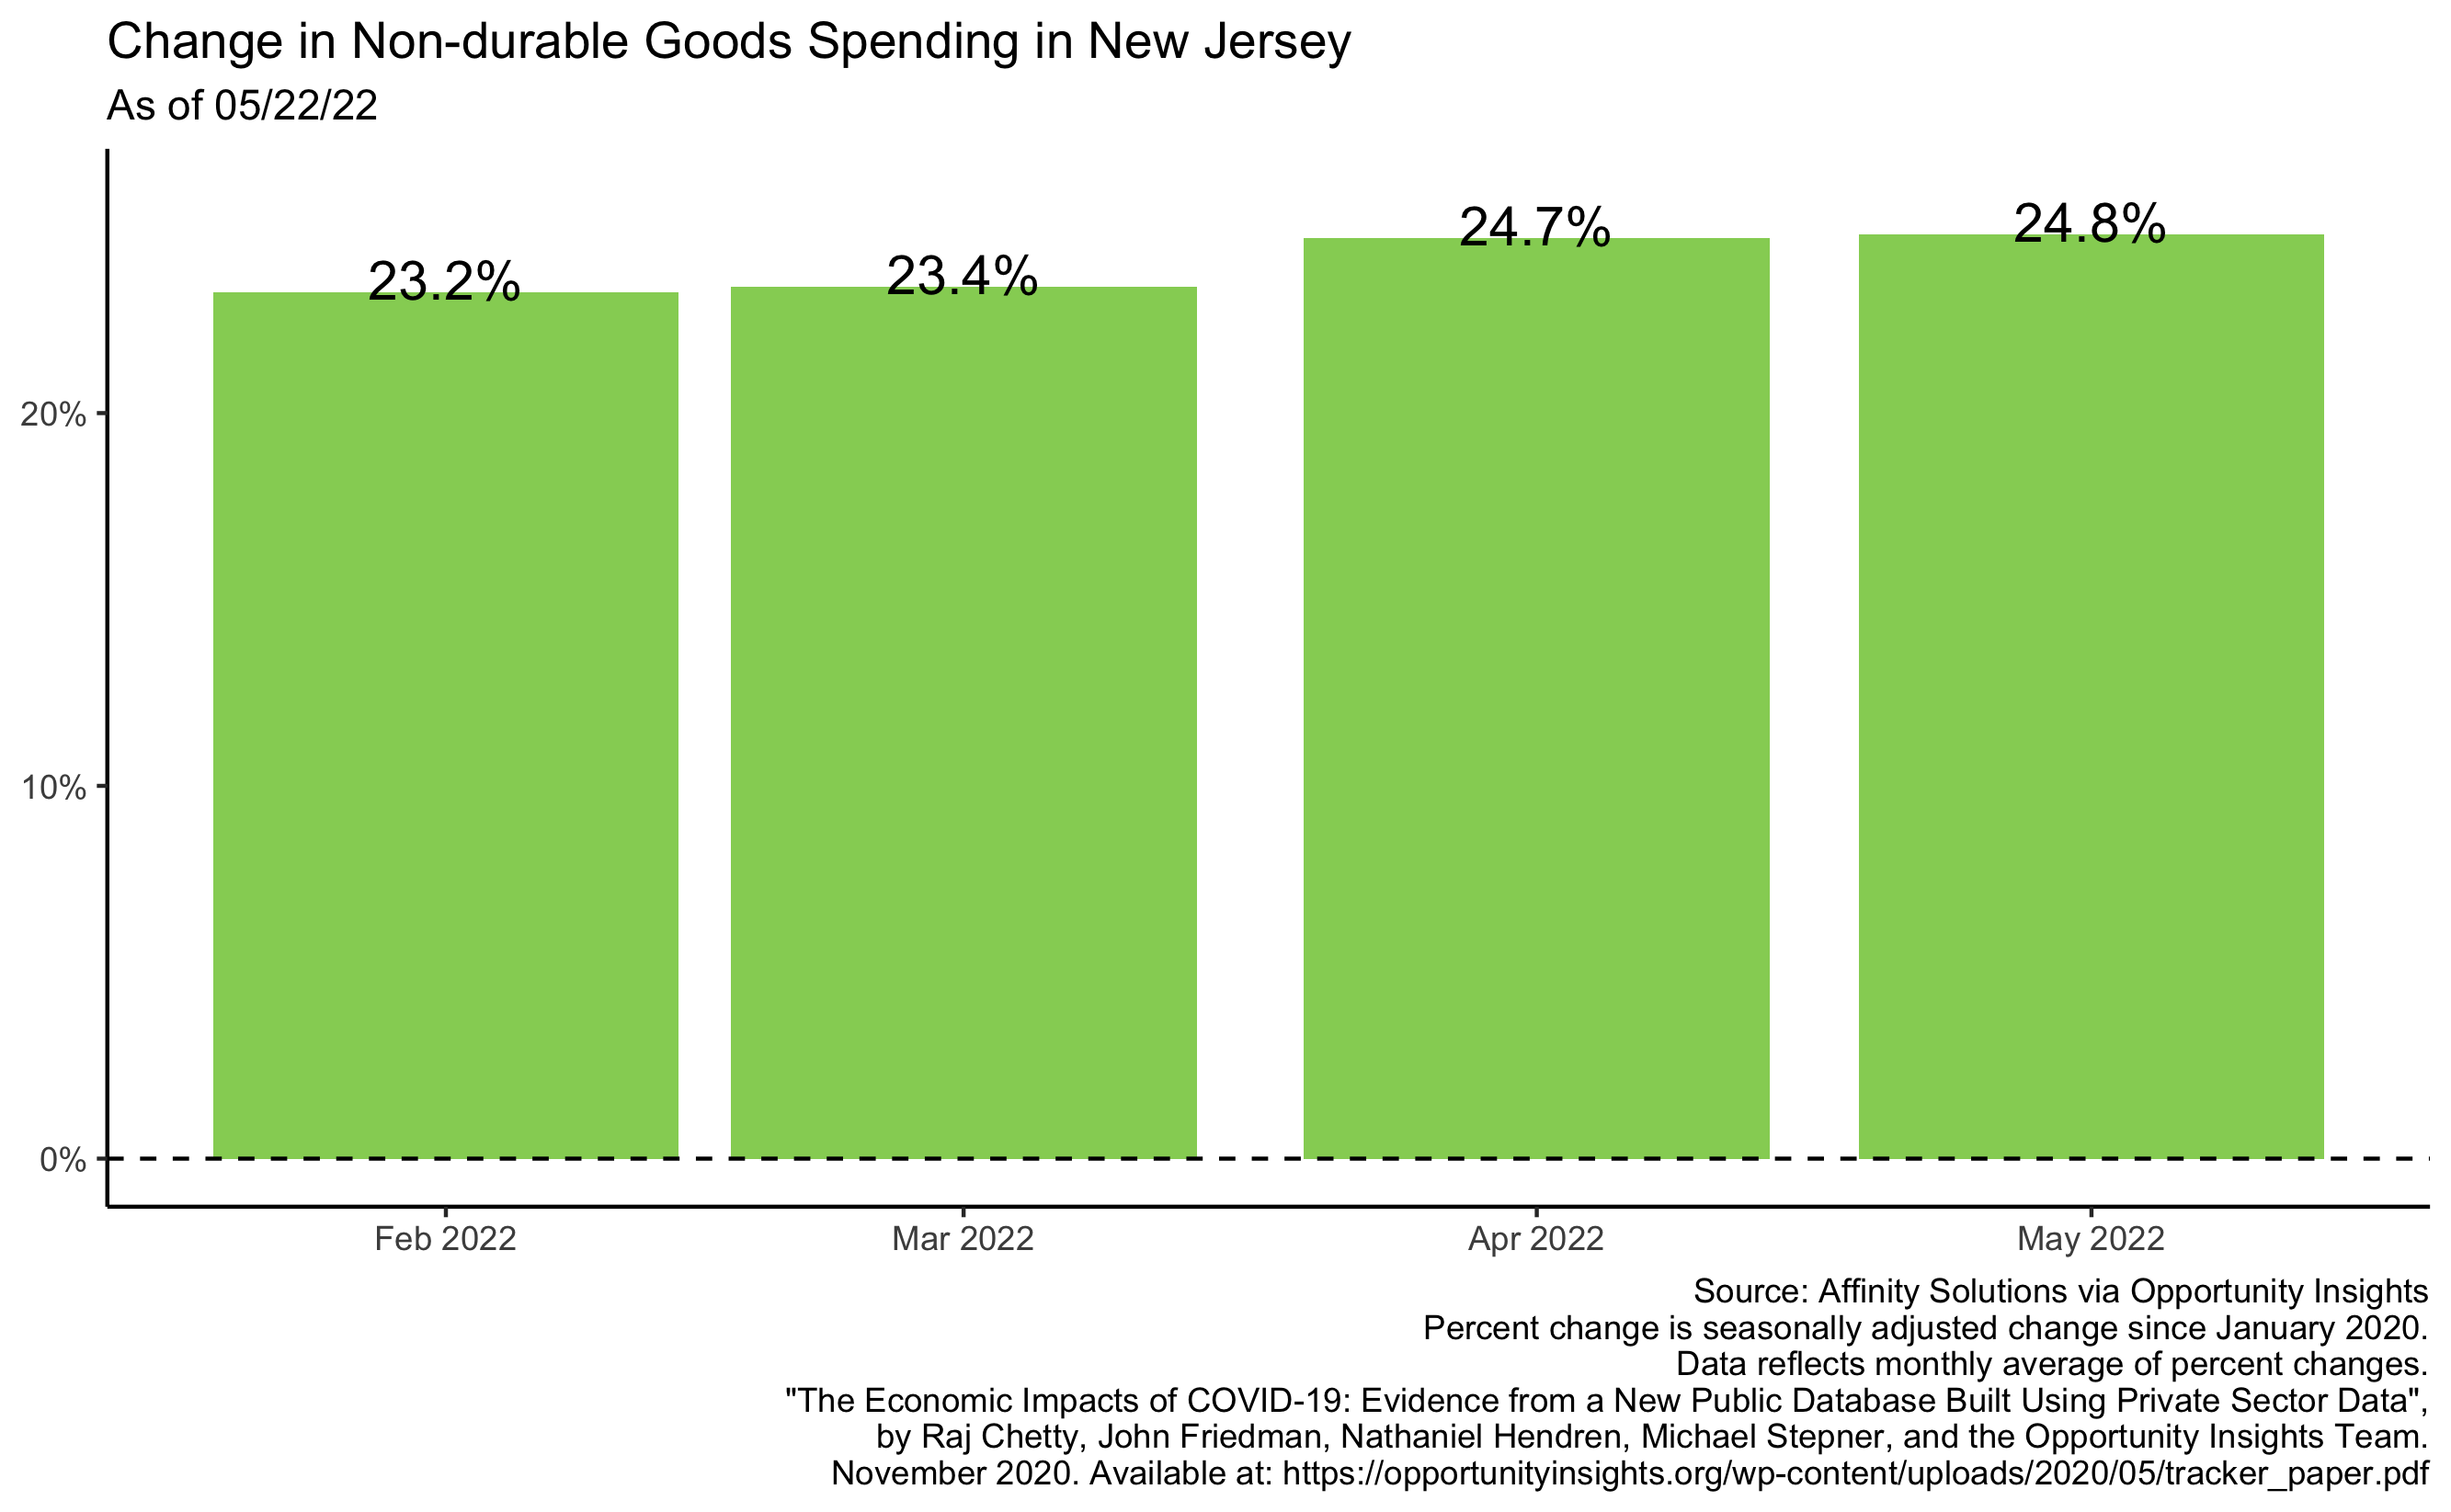 Change in Non-durable Goods Spending in New Jersey
As of 05/22/22
23.2%
23.4%
24.7%
24.8%
20%
10%
0%
Feb 2022
Mar 2022
Apr 2022
May 2022
Source: Affinity Solutions via Opportunity Insights
Percent change is seasonally adjusted change since January 2020.
Data reflects monthly average of percent changes.
"The Economic Impacts of COVID-19: Evidence from a New Public Database Built Using Private Sector Data",
by Raj Chetty, John Friedman, Nathaniel Hendren, Michael Stepner, and the Opportunity Insights Team.
November 2020. Available at: https://opportunityinsights.org/wp-content/uploads/2020/05/tracker_paper.pdf